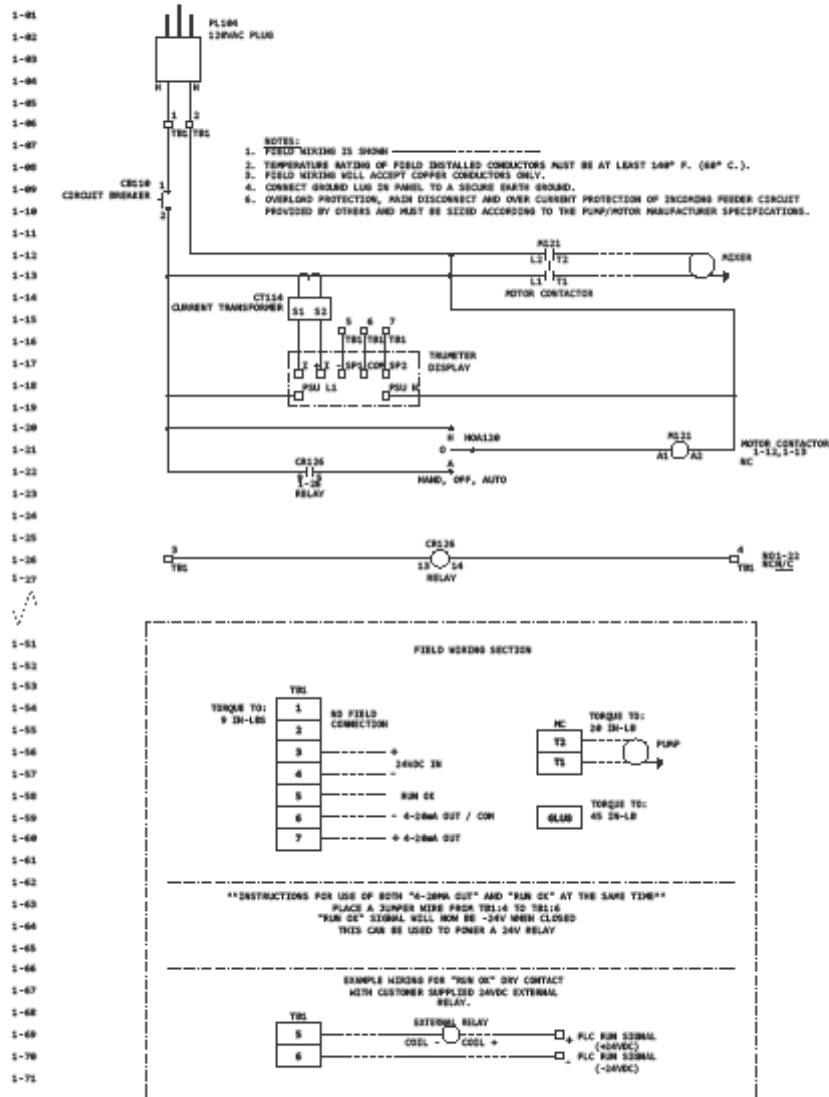 1-01
PL104
1-02
120VAC PLUG
1-03
1-04
H H
1-05
1 2
1-06
TB1 TB1
1-07
NOTES:
1. FIELD WIRING IS SHOWN
1-08
2. TEMPERATURE RATING OF FIELD INSTALLED CONDUCTORS MUST BE AT LEAST 140° F. (60° C.).
3. FIELD WIRING WILL ACCEPT COPPER CONDUCTORS ONLY.
1-09
4. CONNECT GROUND LUG IN PANEL TO A SECURE EARTH GROUND.
CB110 1
CIRCUIT BREAKER
2
1-10
6. OVERLOAD PROTECTION, MAIN DISCONNECT AND OVER CURRENT PROTECTION OF INCOMING FEEDER CIRCUIT
PROVIDED BY OTHERS AND MUST BE SIZED ACCORDING TO THE PUMP/MOTOR MANUFACTURER SPECIFICATIONS.
1-11
1-12
M121
L2 T2
MIXER
1-13
L1 T1
MOTOR CONTACTOR
1-14
CT114
CURRENT TRANSFORMER
S1 S2
1-15
5 6 7
TB1 TB1 TB1
1-16
TRUMETER
DISPLAY
1-17
I + I - SP1 COM SP2
1-18
PSU L1 PSU N
1-19
1-20
H HOA120
1-21
O
M121
A1 A2
MOTOR CONTACTOR
1-12,1-13
NC
1-22
CR126
1-26
RELAY
A
HAND, OFF, AUTO
1-23
1-24
1-25
1-26
3
TB1
CR126
13 14
RELAY
4
TB1
NO1-22
1-27
1-51
FIELD WIRING SECTION
1-52
1-53
TB1
1-54
TORQUE TO:
9 IN-LBS
1
NO FIELD
CONNECTION
1-55
2
MC
TORQUE TO:
20 IN-LB
1-56
3 +
T2
PUMP
24VDC IN
1-57
4 -
T1
1-58
5 RUN OK
1-59
6 - 4-20mA OUT / COM
GLUG
TORQUE TO:
45 IN-LB
1-60
7 + 4-20mA OUT
1-61
1-62
**INSTRUCTIONS FOR USE OF BOTH "4-20MA OUT" AND "RUN OK" AT THE SAME TIME**
1-63
PLACE A JUMPER WIRE FROM TB1:4 TO TB1:6
"RUN OK" SIGNAL WILL NOW BE -24V WHEN CLOSED
1-64
THIS CAN BE USED TO POWER A 24V RELAY
1-65
1-66
EXAMPLE WIRING FOR "RUN OK" DRY CONTACT
1-67
WITH CUSTOMER SUPPLIED 24VDC EXTERNAL
RELAY.
1-68
TB1
EXTERNAL RELAY
1-69
5
COIL - COIL +
+ PLC RUN SIGNAL
(+24VDC)
1-70
6
- PLC RUN SIGNAL
(-24VDC)
1-71